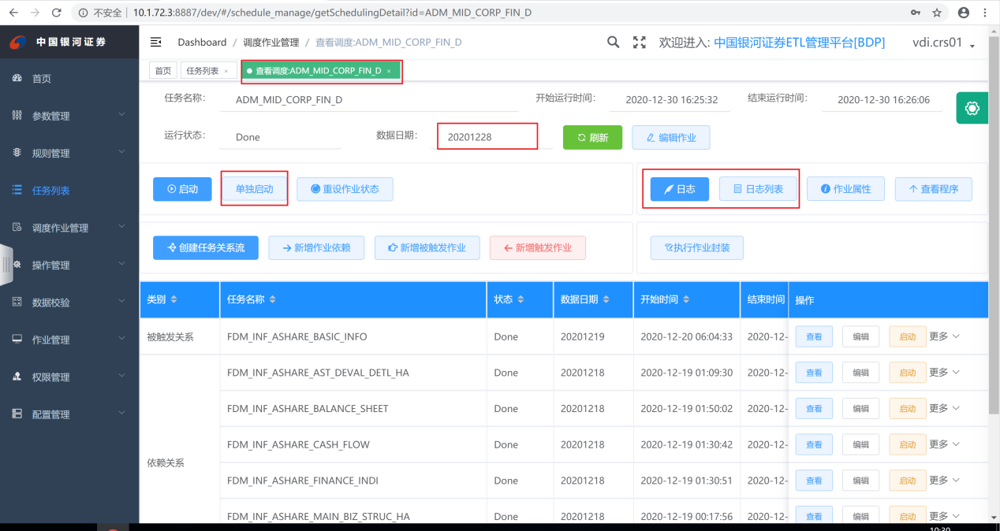 不安全 | 10.1.72.3:8887/dev/#/schedule_manage/getSchedulingDetail?id=ADM_MID_CORP_FIN_D
中国银河证券
Dashboard / 调度作业管理 / 查看调度:ADM_MID_CORP_FIN_D
欢迎进入: 中国银河证券ETL管理平台[BDP] vdi.crs01
首页 任务列表 × 查看调度:ADM_MID_CORP_FIN_D ×
首页
参数管理
规则管理
任务列表
调度作业管理
操作管理
数据校验
作业管理
权限管理
配置管理
任务名称: ADM_MID_CORP_FIN_D 开始运行时间: 2020-12-30 16:25:32 结束运行时间: 2020-12-30 16:26:06
运行状态: Done 数据日期: 20201228 刷新 编辑作业
启动 单独启动 重设作业状态 日志 日志列表 作业属性 查看程序
创建任务关系流 新增作业依赖 新增被触发作业 新增触发作业 执行作业封装
类别 任务名称 状态 数据日期 开始时间 结束时间 操作
被触发关系 FDM_INF_ASHARE_BASIC_INFO Done 20201219 2020-12-20 06:04:33 2020-12- 查看 编辑 启动 更多
FDM_INF_ASHARE_AST_DEVAL_DETL_HA Done 20201218 2020-12-19 01:09:30 2020-12- 查看 编辑 启动 更多
FDM_INF_ASHARE_BALANCE_SHEET Done 20201218 2020-12-19 01:50:02 2020-12- 查看 编辑 启动 更多
FDM_INF_ASHARE_CASH_FLOW Done 20201218 2020-12-19 01:30:42 2020-12- 查看 编辑 启动 更多
依赖关系
FDM_INF_ASHARE_FINANCE_INDI Done 20201218 2020-12-19 01:30:51 2020-12- 查看 编辑 启动 更多
FDM_INF_ASHARE_MAIN_BIZ_STRUC_HA Done 20201218 2020-12-19 00:17:56 2020-12- 查看 编辑 启动 更多
10:30